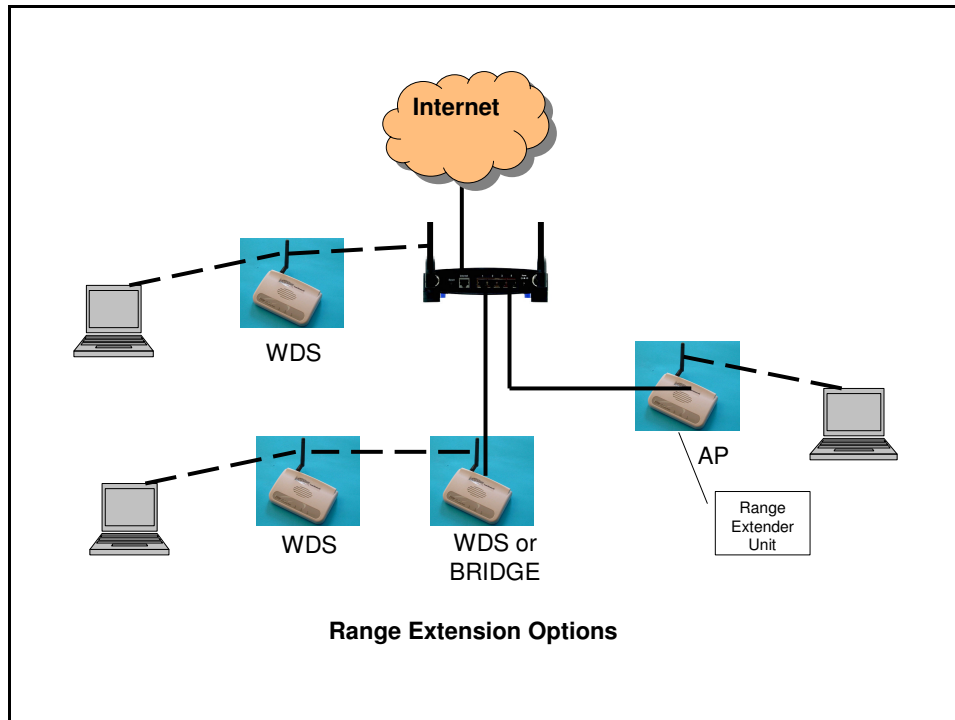 Internet
WDS
AP
Range
Extender
Unit
WDS
WDS or
BRIDGE
Range Extension Options